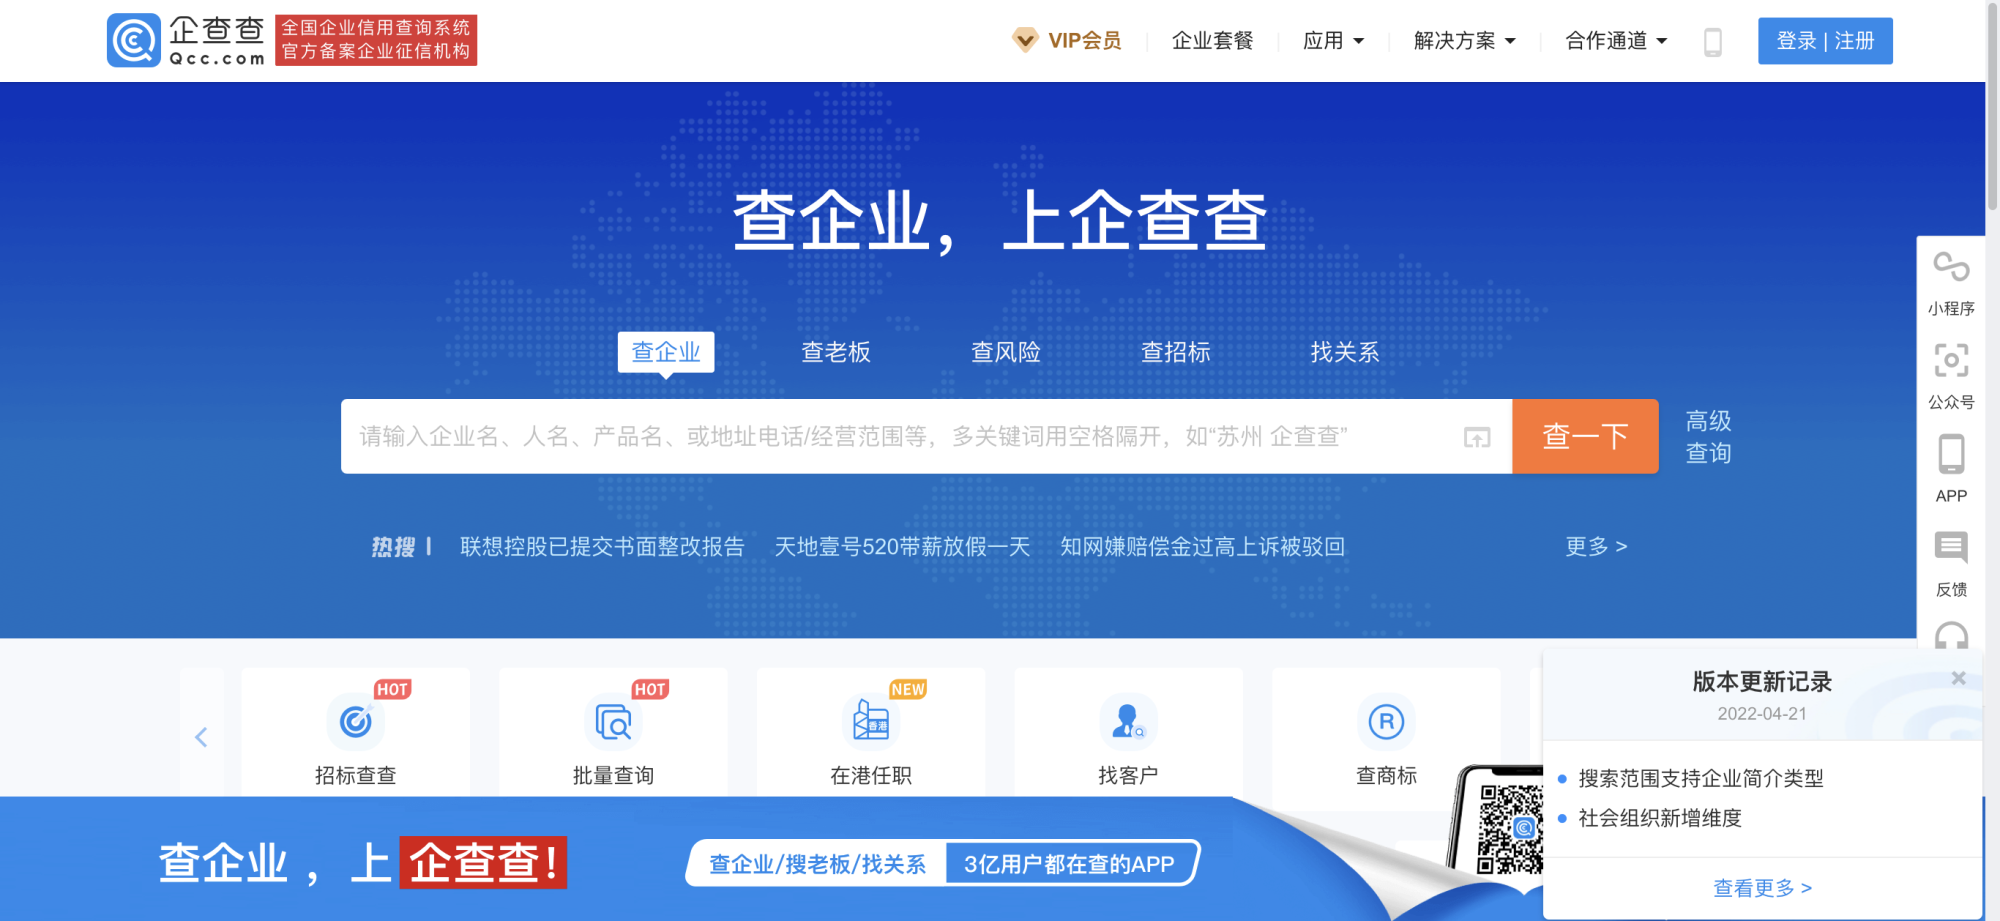 企查查
Qcc.com
全国企业信用查询系统
官方备案企业征信机构
VIP会员
企业套餐
应用
解决方案
合作通道
登录 | 注册
查企业，上企查查
查企业
查老板
查风险
查招标
找关系
请输入企业名、人名、产品名、或地址电话/经营范围等，多关键词用空格隔开，如“苏州 企查查”
查一下
高级
查询
热搜
联想控股已提交书面整改报告
天地壹号520带薪放假一天
知网嫌赔偿金过高上诉被驳回
更多 >
小程序
公众号
APP
反馈
HOT
招标查查
HOT
批量查询
NEW
香港
在港任职
找客户
R
查商标
版本更新记录
2022-04-21
搜索范围支持企业简介类型
社会组织新增维度
查看更多 >
查企业，上企查查!
查企业/搜老板/找关系
3亿用户都在查的APP